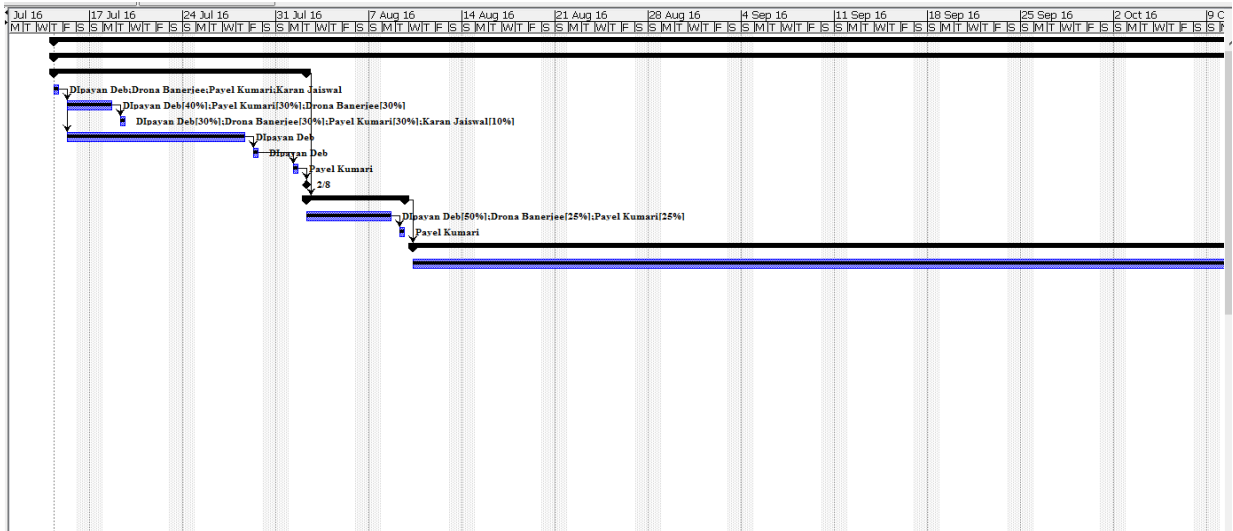 Jul 16 17 Jul 16 24 Jul 16 31 Jul 16 7 Aug 16 14 Aug 16 21 Aug 16 28 Aug 16 4 Sep 16 11 Sep 16 18 Sep 16 25 Sep 16 2 Oct 16 9 O
M T W T F S S M T W T F S S M T W T F S S M T W T F S S M T W T F S S M T W T F S S M T W T F S S M T W T F S S M T W T F S S M T W T F S S M T W T F S S M T W T F S S M T W T F S S M
DIpayan Deb;Drona Banerjee;Payel Kumari;Karan Jaiswal
DIpayan Deb[40%];Payel Kumari[30%];Drona Banerjee[30%]
DIpayan Deb[30%];Drona Banerjee[30%];Payel Kumari[30%];Karan Jaiswal[10%]
DIpayan Deb
DIpayan Deb
Payel Kumari
2/8
DIpayan Deb[50%];Drona Banerjee[25%];Payel Kumari[25%]
Payel Kumari